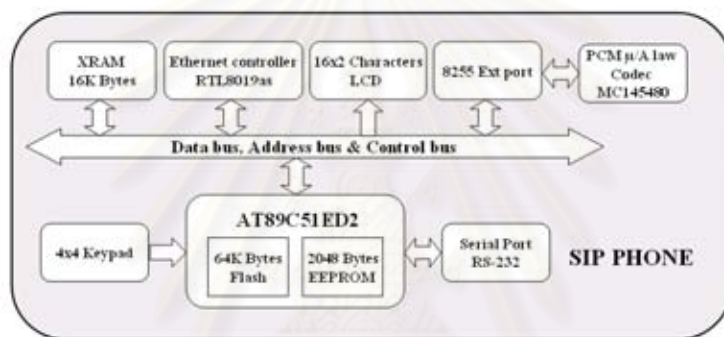 XRAM
16K Bytes
Ethernet controller
RTL8019as
16x2 Characters
LCD
8255 Ext port
PCM μ/A law
Codec
MC145480
Data bus, Address bus & Control bus
AT89C51ED2
4x4 Keypad
64K Bytes
Flash
2048 Bytes
EEPROM
Serial Port
RS-232
SIP PHONE